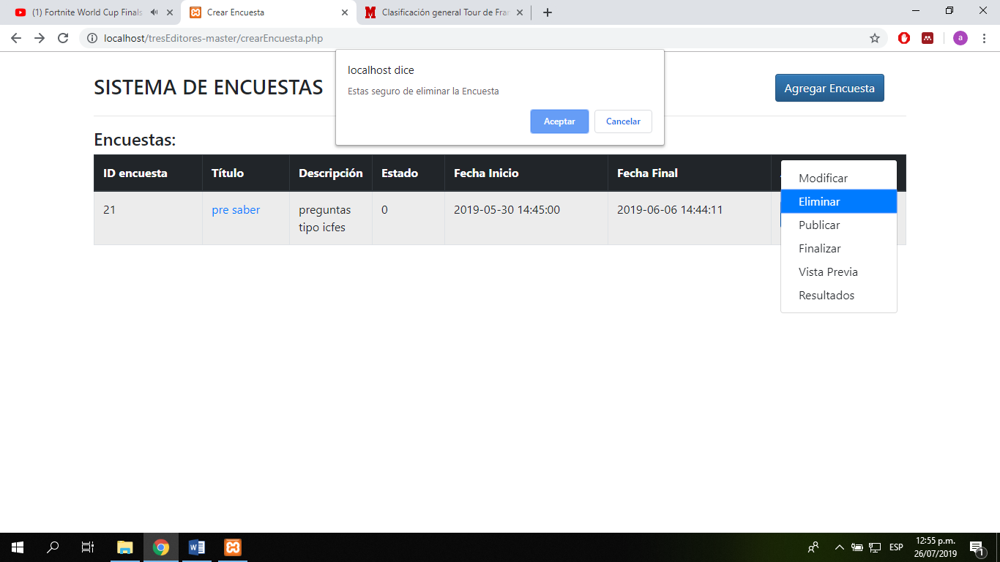 (1) Fortnite World Cup Finals
Crear Encuesta
Clasificación general Tour de Fra
localhost/tresEditores-master/crearEncuesta.php
a
localhost dice
Estas seguro de eliminar la Encuesta
Aceptar
Cancelar
SISTEMA DE ENCUESTAS
Agregar Encuesta
Encuestas:
ID encuesta
Título
Descripción
Estado
Fecha Inicio
Fecha Final
21
pre saber
preguntas
tipo icfes
0
2019-05-30 14:45:00
2019-06-06 14:44:11
Modificar
Eliminar
Publicar
Finalizar
Vista Previa
Resultados
ESP
12:55 p.m.
26/07/2019
1